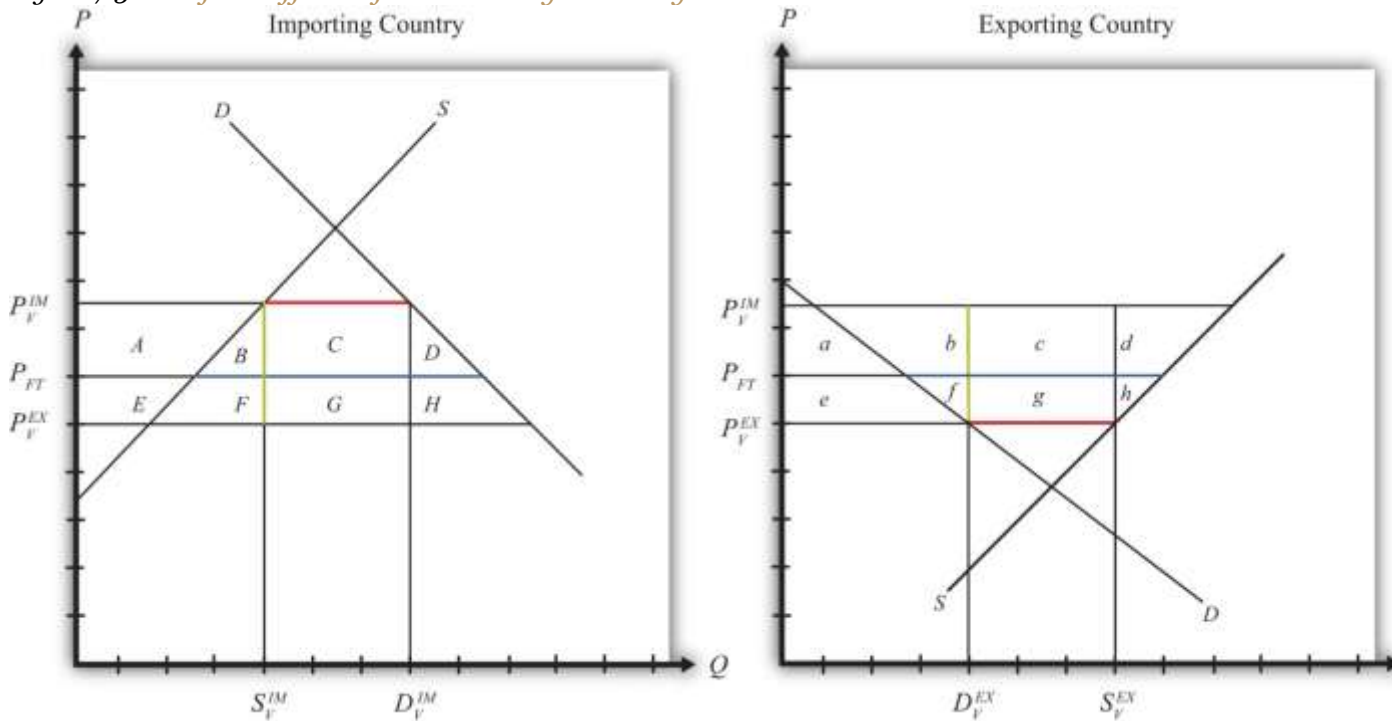 Importing Country
P
D
S
P_V^IM
A
B
C
D
P_FT
E
F
G
H
P_V^EX
Q
S_V^IM
D_V^IM
Exporting Country
P
P_V^IM
a
b
c
d
P_FT
e
f
g
h
P_V^EX
S
D
D_V^EX
S_V^EX